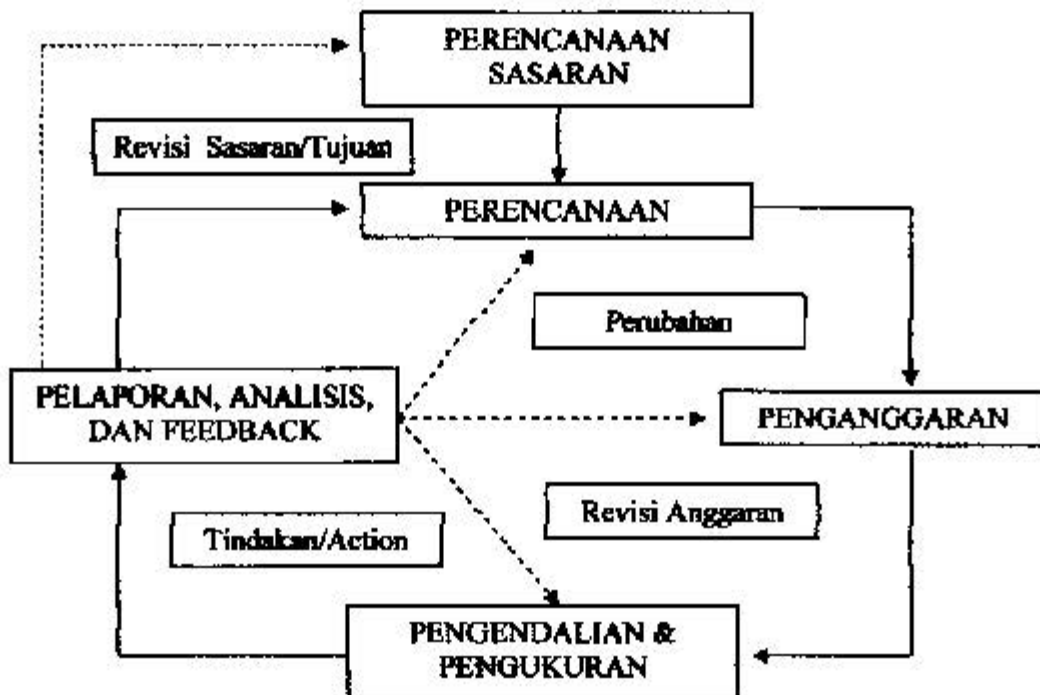 PERENCANAAN
SASARAN
Revisi Sasaran/Tujuan
PERENCANAAN
Perubahan
PELAPORAN, ANALISIS,
DAN FEEDBACK
PENGANGGARAN
Revisi Anggaran
Tindakan/Action
PENGENDALIAN &
PENGUKURAN